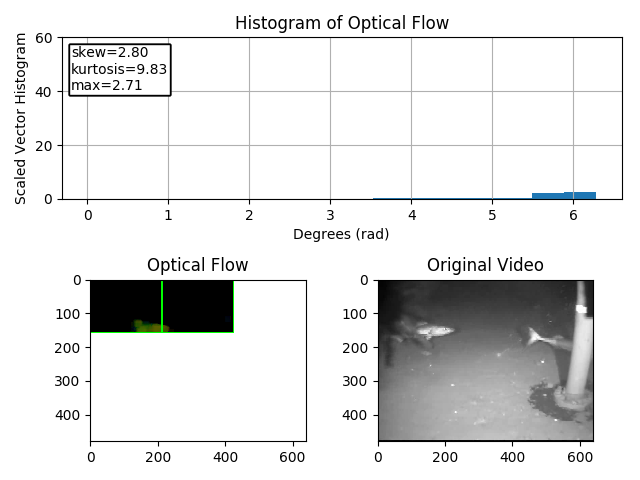 Histogram of Optical Flow
Scaled Vector Histogram
60
40
20
0
skew=2.80
kurtosis=9.83
max=2.71
0 1 2 3 4 5 6
Degrees (rad)
Optical Flow
0
100
200
300
400
0 200 400 600
Original Video
0
100
200
300
400
0 200 400 600